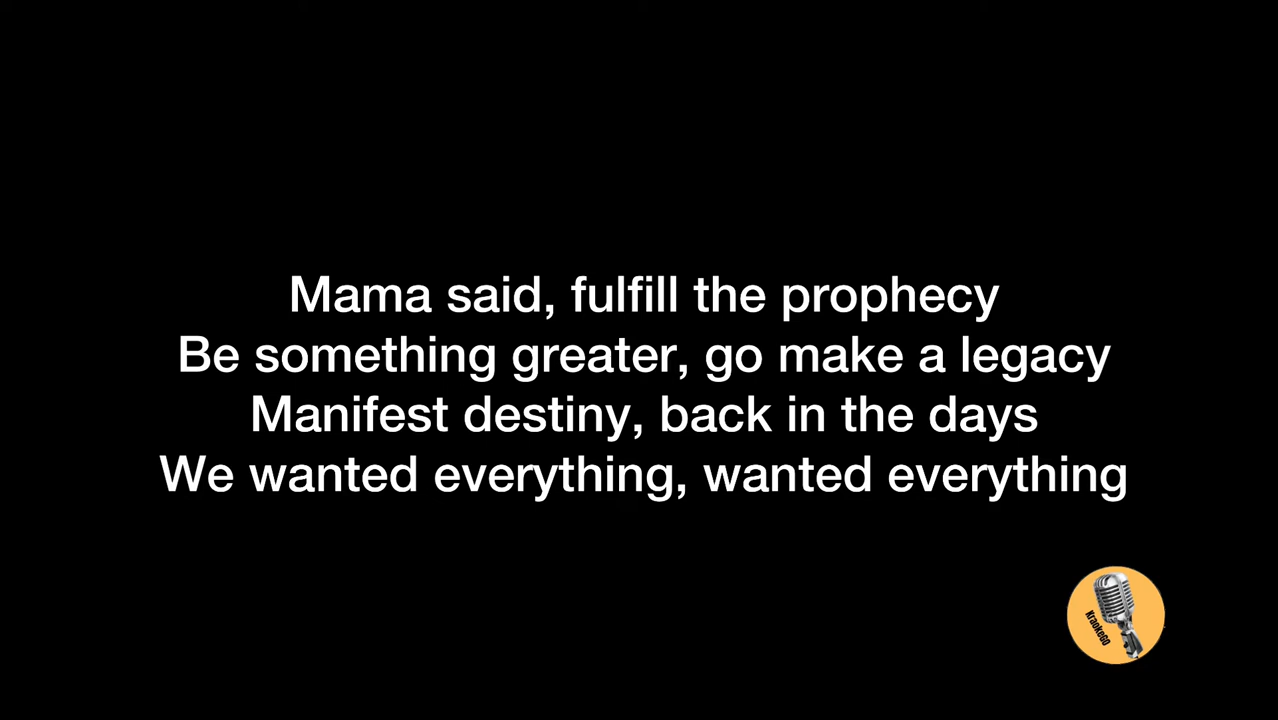 Mama said, fulfill the prophecy
Be something greater, go make a legacy
Manifest destiny, back in the days
We wanted everything, wanted everything
KraokeGO